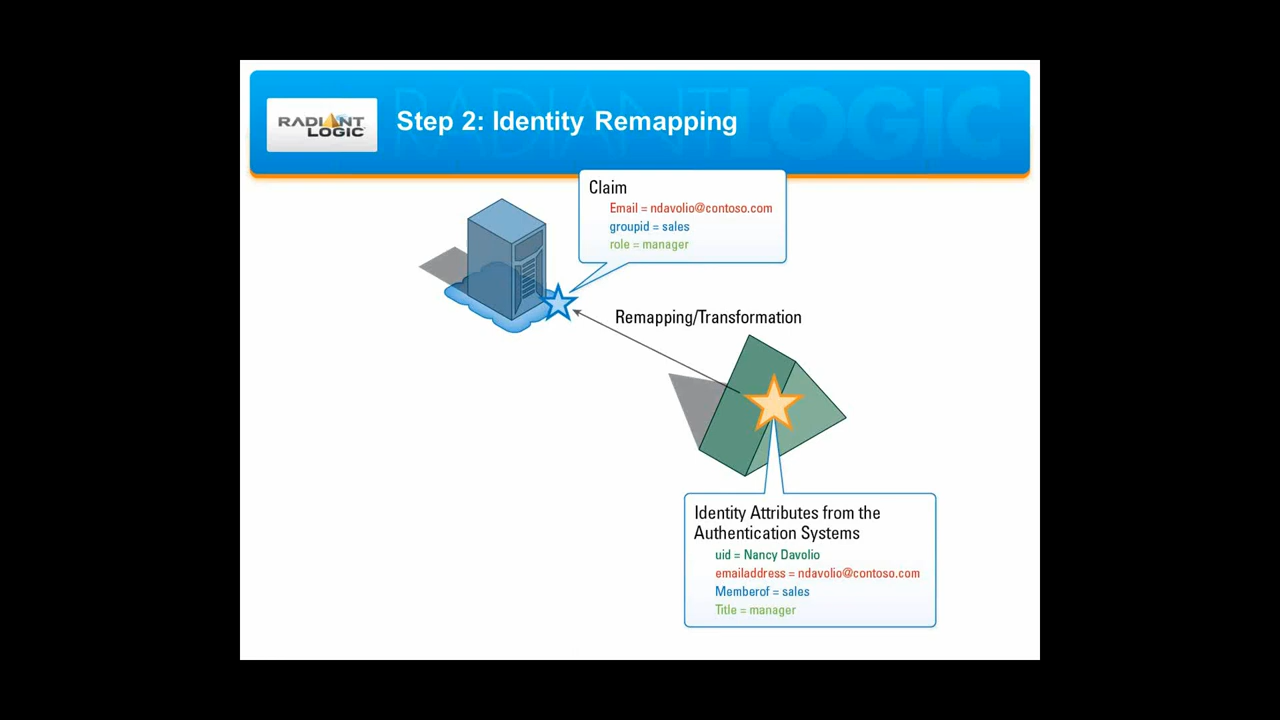 RADIANT
LOGIC
RADIANTLOGIC
Step 2: Identity Remapping
Claim
Email = ndavolio@contoso.com
groupid = sales
role = manager
Remapping/Transformation
Identity Attributes from the
Authentication Systems
uid = Nancy Davolio
emailaddress = ndavolio@contoso.com
Memberof = sales
Title = manager